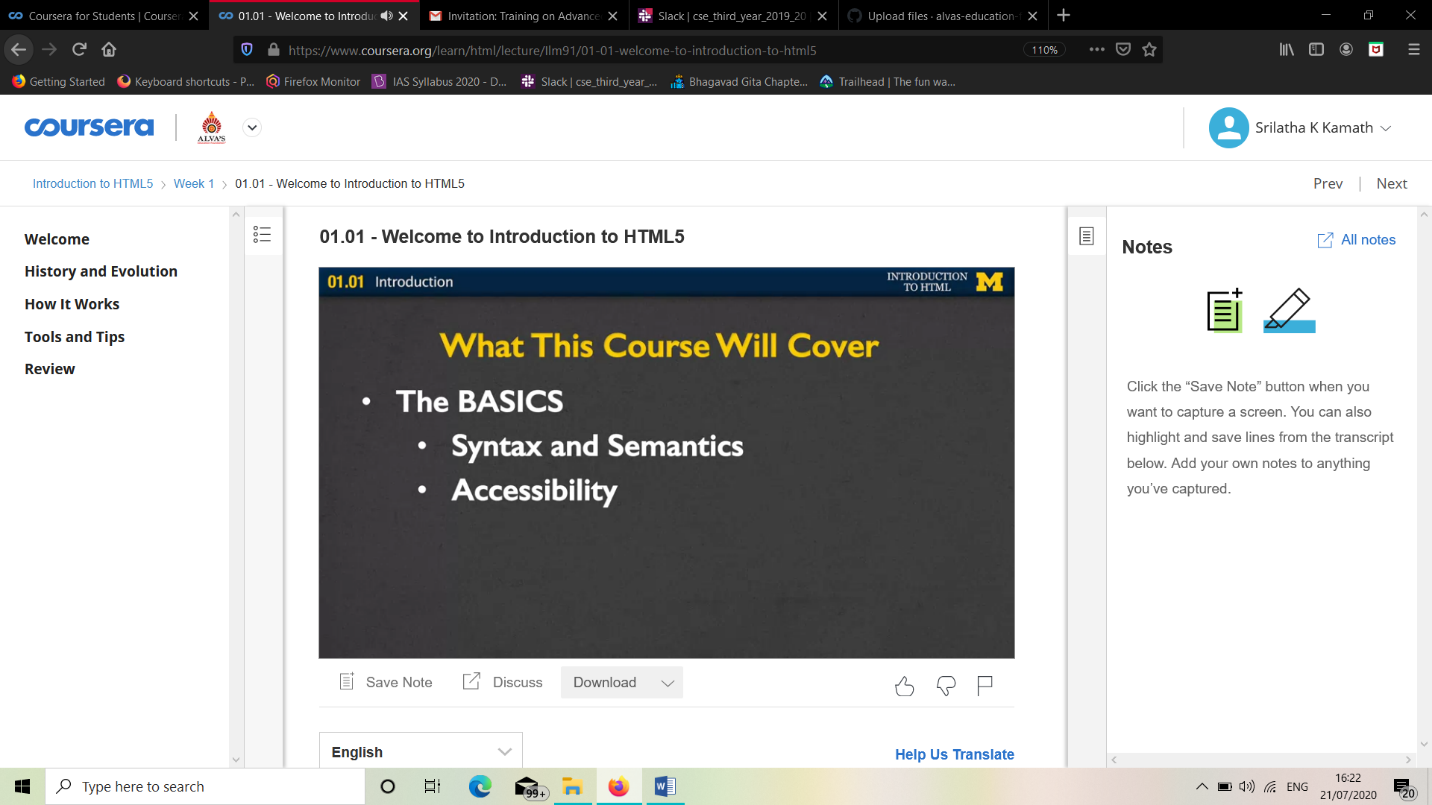 Coursera for Students | Courser
01.01 - Welcome to Introduc
Invitation: Training on Advance
Slack | cse_third_year_2019_20
Upload files · alvas-education-
https://www.coursera.org/learn/html/lecture/llm91/01-01-welcome-to-introduction-to-html5
110%
Getting Started
Keyboard shortcuts - P...
Firefox Monitor
IAS Syllabus 2020 - D...
Slack | cse_third_year_...
Bhagavad Gita Chapte...
Trailhead | The fun wa...
coursera
ALVA'S
Srilatha K Kamath
Introduction to HTML5 > Week 1 > 01.01 - Welcome to Introduction to HTML5
Prev | Next
Welcome
History and Evolution
How It Works
Tools and Tips
Review
01.01 - Welcome to Introduction to HTML5
01.01 Introduction
INTRODUCTION
TO HTML
M
What This Course Will Cover
• The BASICS
• Syntax and Semantics
• Accessibility
Save Note
Discuss
Download
English
Help Us Translate
Notes
All notes
Click the “Save Note” button when you
want to capture a screen. You can also
highlight and save lines from the transcript
below. Add your own notes to anything
you’ve captured.
Type here to search
99+
ENG
16:22
21/07/2020
20